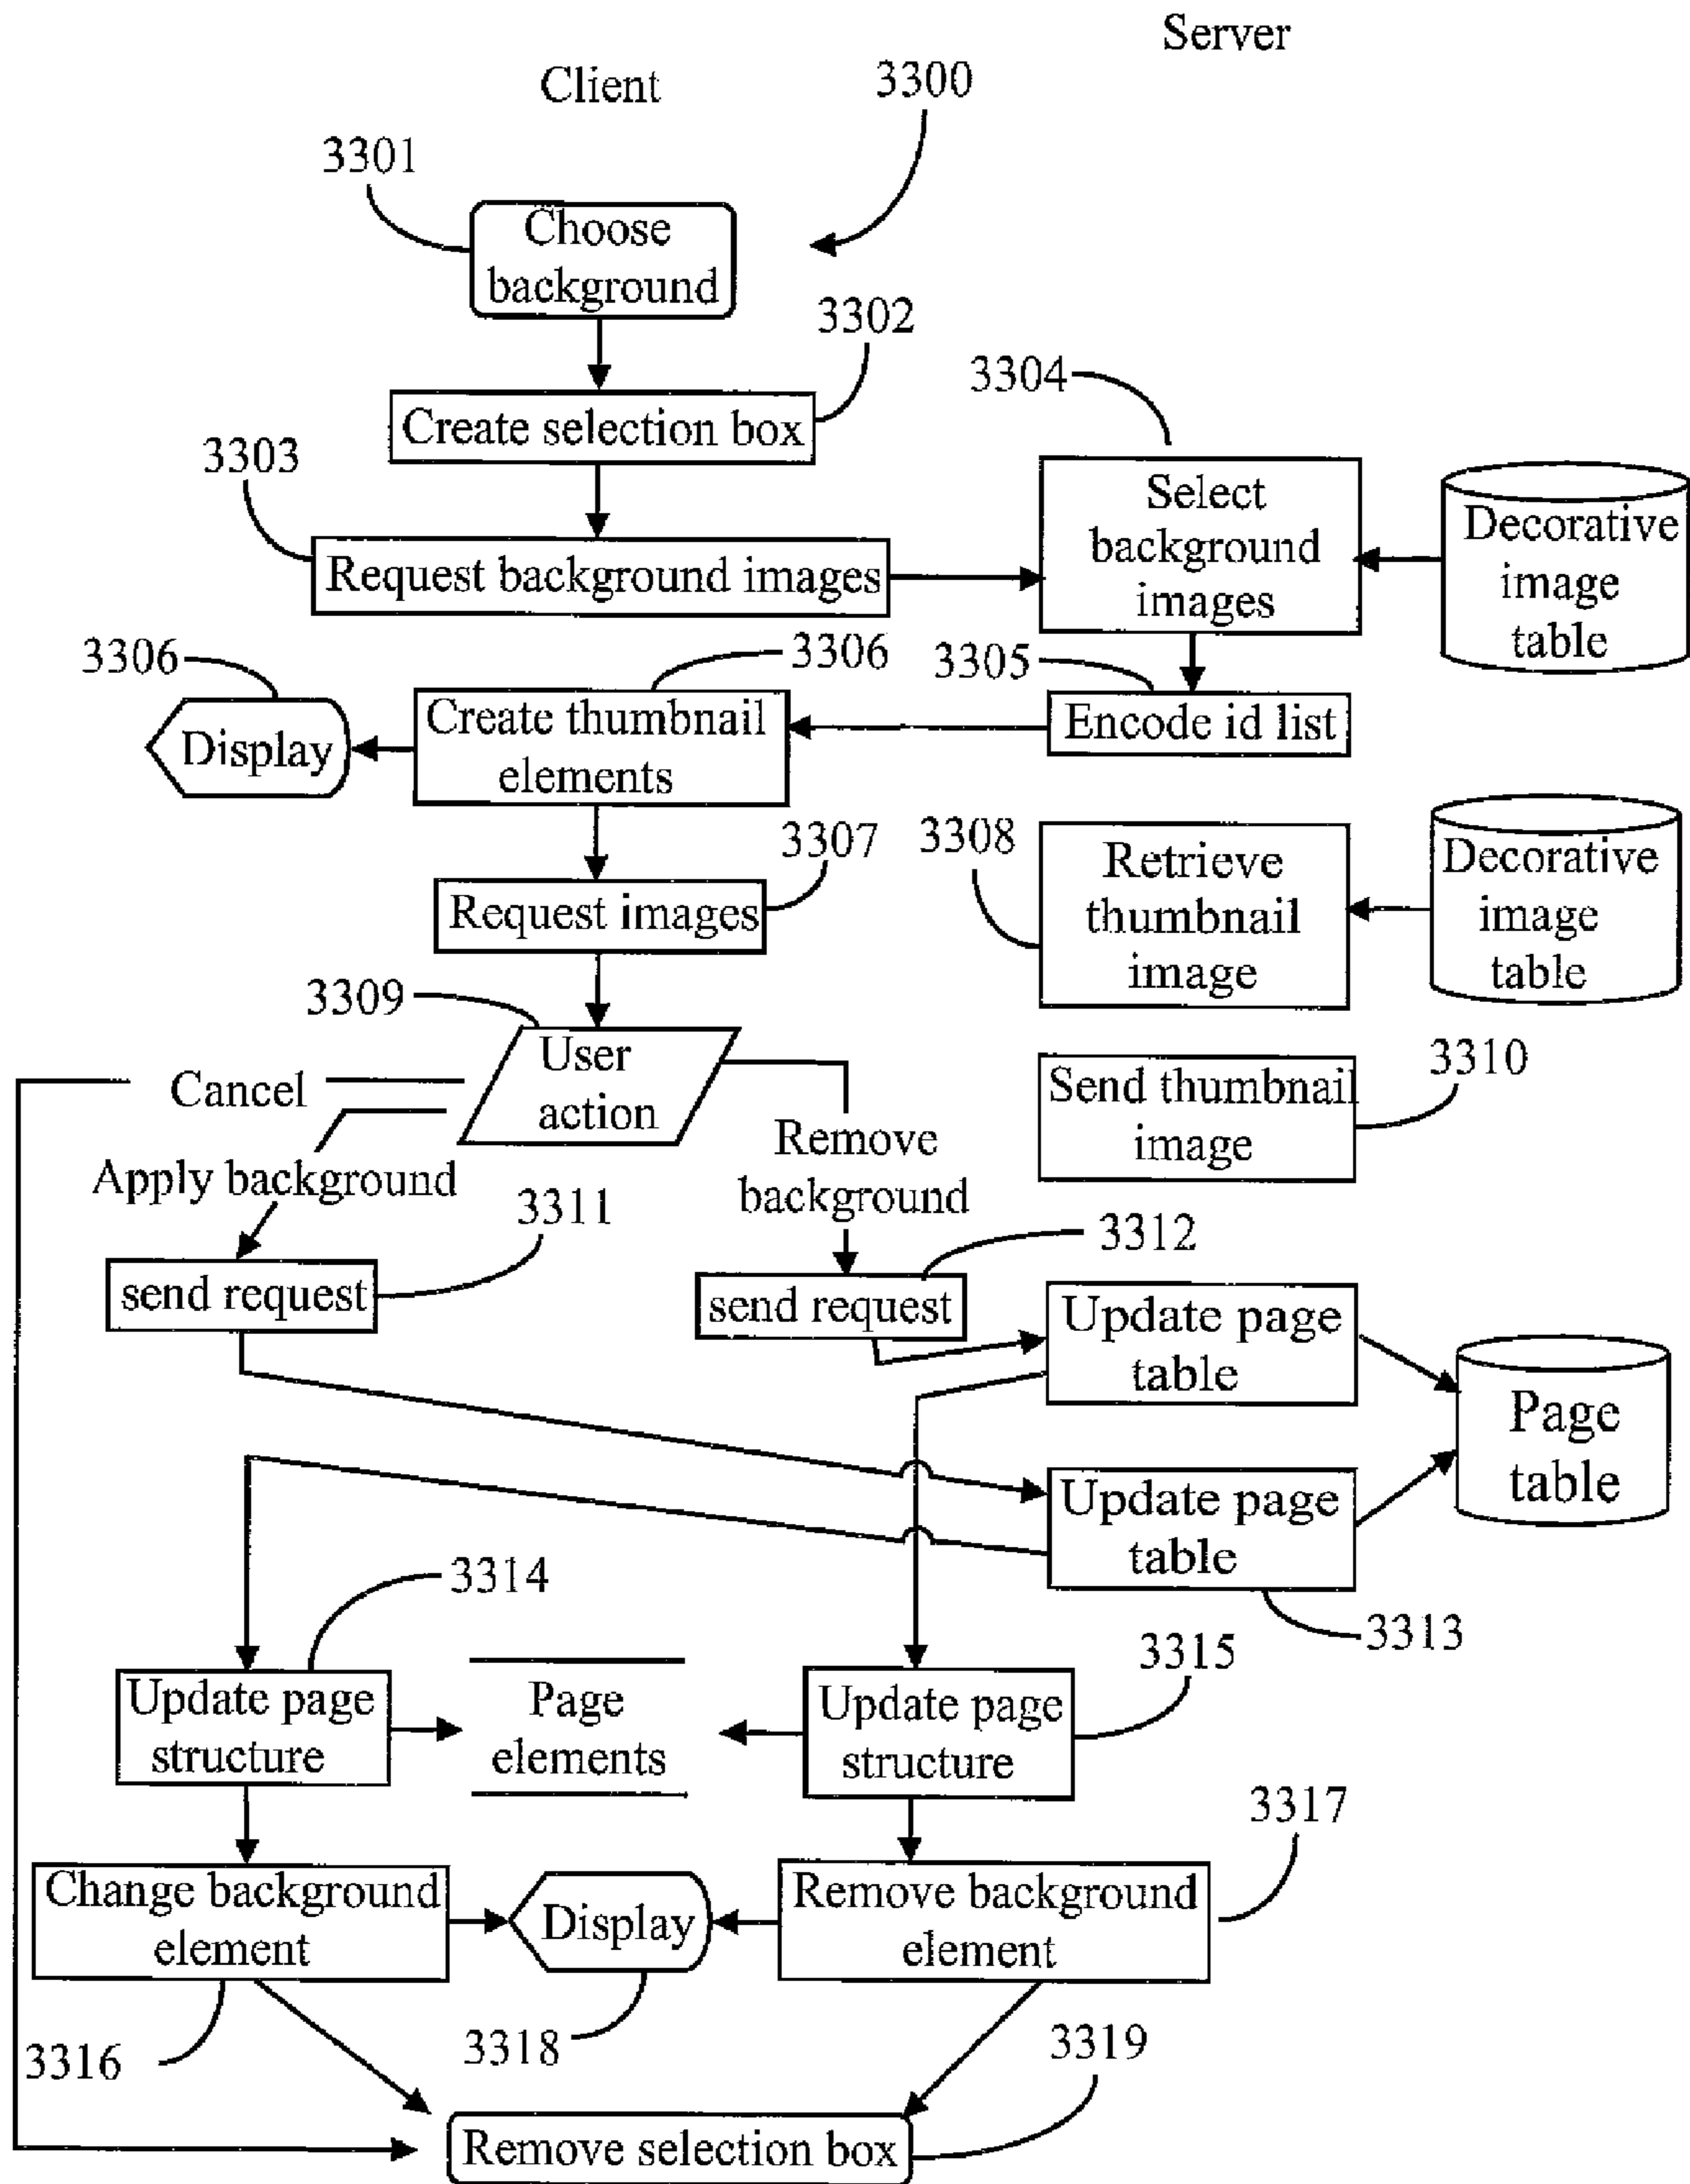 Server
Client
3300
3301
Choose
background
3302
3304
Create selection box
3303
Select
background
images
Decorative
image
table
Request background images
3306
3306
3305
Display
Create thumbnail
elements
Encode id list
3307
3308
Retrieve
thumbnail
image
Decorative
image
table
Request images
3309
User
action
Cancel
3310
Send thumbnail
image
Remove
background
Apply background
3311
3312
send request
send request
Update page
table
Page
table
Update page
table
3314
3313
3315
Update page
structure
Page
elements
Update page
structure
3317
Change background
element
Display
Remove background
element
3316
3318
3319
Remove selection box